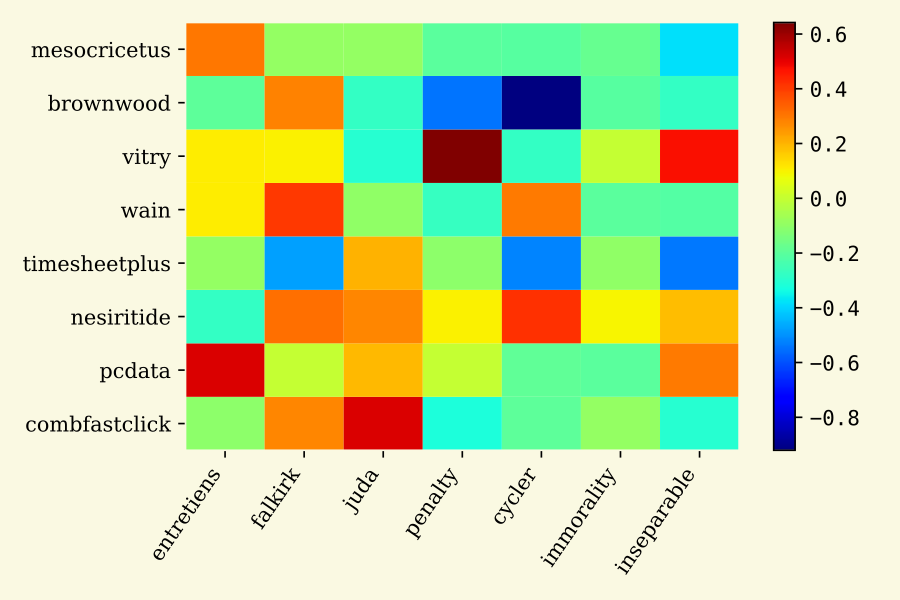 mesocricetus
brownwood
vitry
wain
timesheetplus
nesiritide
pcdata
combfastclick
entretiens
falkirk
juda
penalty
cycler
immorality
inseparable
0.6
0.4
0.2
0.0
−0.2
−0.4
−0.6
−0.8